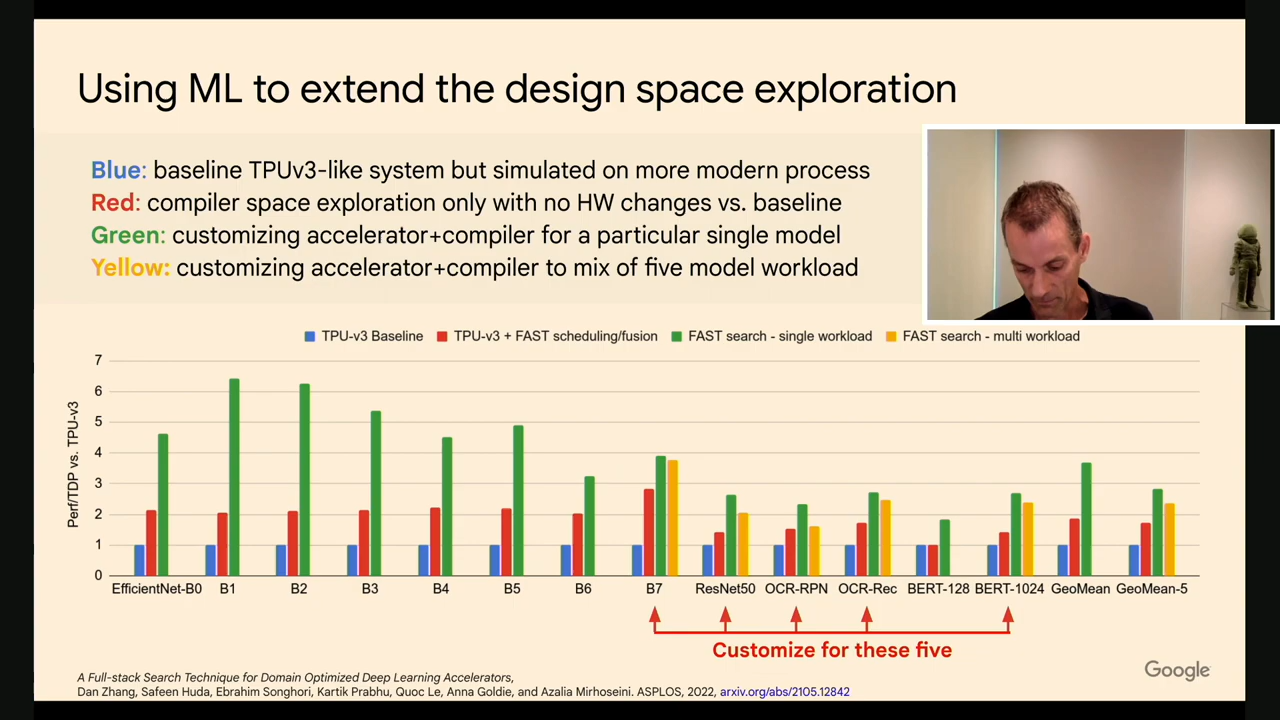 Using ML to extend the design space exploration
Blue: baseline TPUv3-like system but simulated on more modern process
Red: compiler space exploration only with no HW changes vs. baseline
Green: customizing accelerator+compiler for a particular single model
Yellow: customizing accelerator+compiler to mix of five model workload
TPU-v3 Baseline TPU-v3 + FAST scheduling/fusion FAST search - single workload FAST search - multi workload
Perf/TDP vs. TPU-v3
7
6
5
4
3
2
1
0
EfficientNet-B0 B1 B2 B3 B4 B5 B6 B7 ResNet50 OCR-RPN OCR-Rec BERT-128 BERT-1024 GeoMean GeoMean-5
Customize for these five
Google
A Full-stack Search Technique for Domain Optimized Deep Learning Accelerators,
Dan Zhang, Safeen Huda, Ebrahim Songhori, Kartik Prabhu, Quoc Le, Anna Goldie, and Azalia Mirhoseini. ASPLOS, 2022, arxiv.org/abs/2105.12842